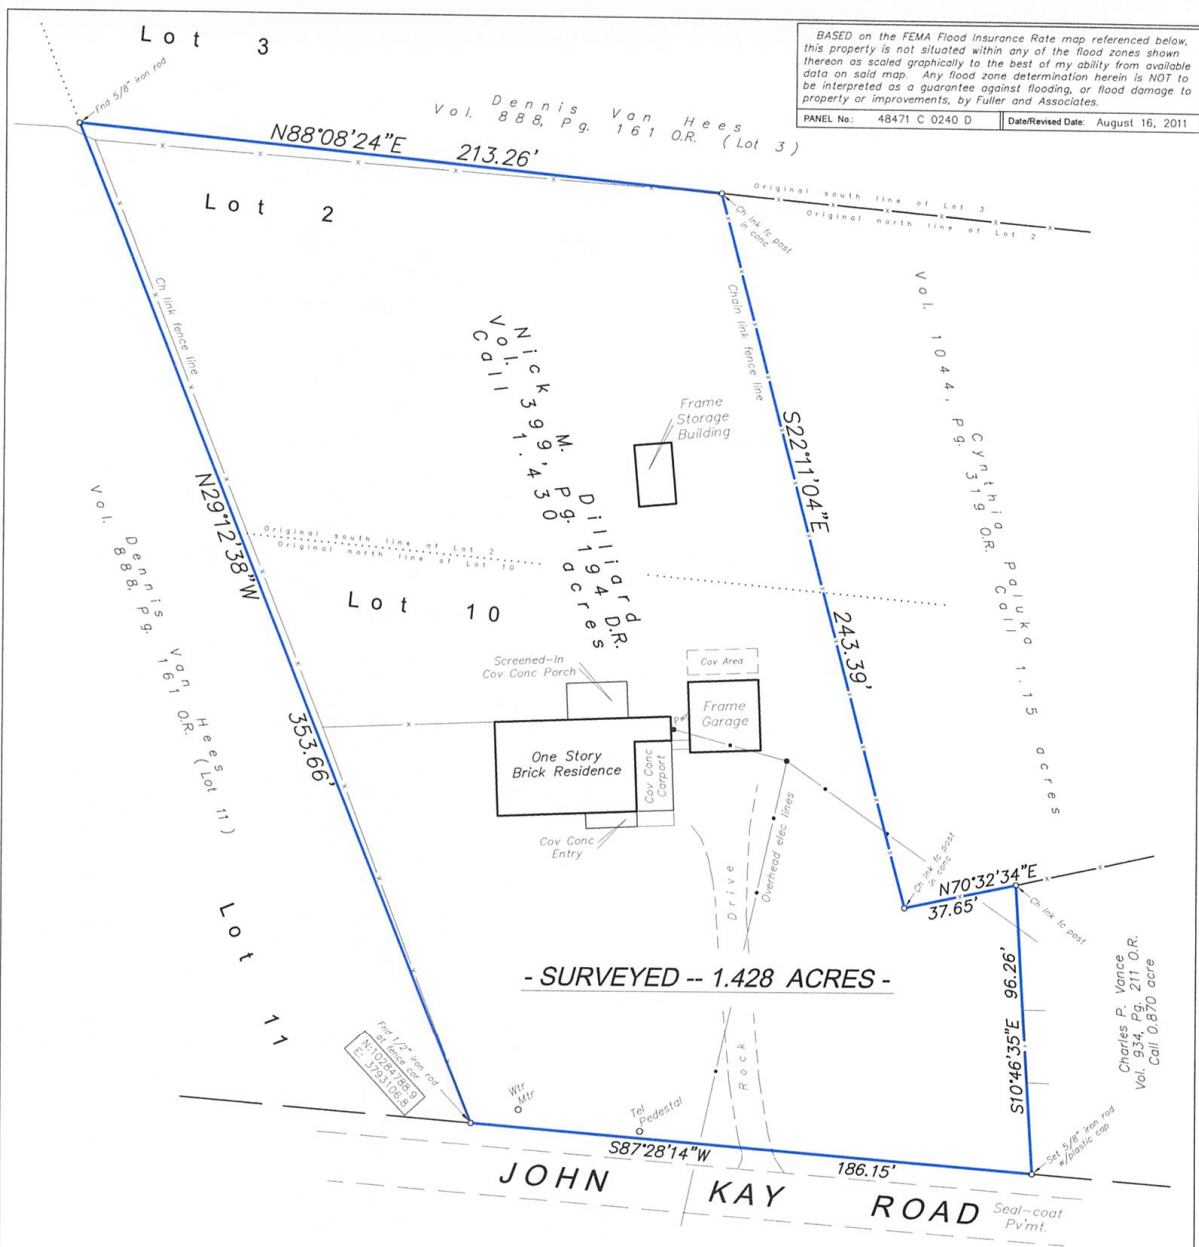 Lot 3
BASED on the FEMA Flood Insurance Rate map referenced below,
this property is not situated within any of the flood zones shown
thereon as scaled graphically to the best of my ability from available
data on said map. Any flood zone determination herein is NOT to
be interpreted as a guarantee against flooding, or flood damage to
property or improvements, by Fuller and Associates.
PANEL No.: 48471 C 0240 D Date/Revised Date: August 16, 2011
Fnd 5/8" iron rod
Dennis Van Hees
Vol. 888, Pg. 161 O.R. (Lot 3)
N88°08'24"E 213.26'
Original south line of Lot 3
Original north line of Lot 2
Ch lnk fc post
in conc
Lot 2
Ch link fence line
Chain link fence line
Nick M. Dilliard
Vol. 399, Pg. 194 D.R.
Call 1.430 acres
Frame
Storage
Building
S22°11'04"E 243.39'
Cynthia Paluka
Vol. 1044, Pg. 319 O.R.
Call 1.15 acres
N29°12'38"W 353.66'
Dennis Van Hees
Vol. 888, Pg. 161 O.R. (Lot 11)
Original south line of Lot 2
Original north line of Lot 10
Lot 10
Screened-In
Cov Conc Porch
Cov Area
Frame
Garage
Pwr
One Story
Brick Residence
Cov Conc
Carport
Cov Conc
Entry
Overhead elec lines
Rock Drive
Ch lnk fc post
in conc
N70°32'34"E
37.65'
Ch lnk fc post
Lot 11
- SURVEYED -- 1.428 ACRES -
S10°46'35"E 96.26'
Charles P. Vance
Vol. 934, Pg. 211 O.R.
Call 0.870 acre
Fnd 1/2" iron rod
at fence cor
N:10284788.9
E: 3793106.8
Wtr
Mtr
Tel
Pedestal
Set 5/8" iron rod
w/plastic cap
S87°28'14"W 186.15'
JOHN KAY ROAD
Seal-coat
Pv'mt.